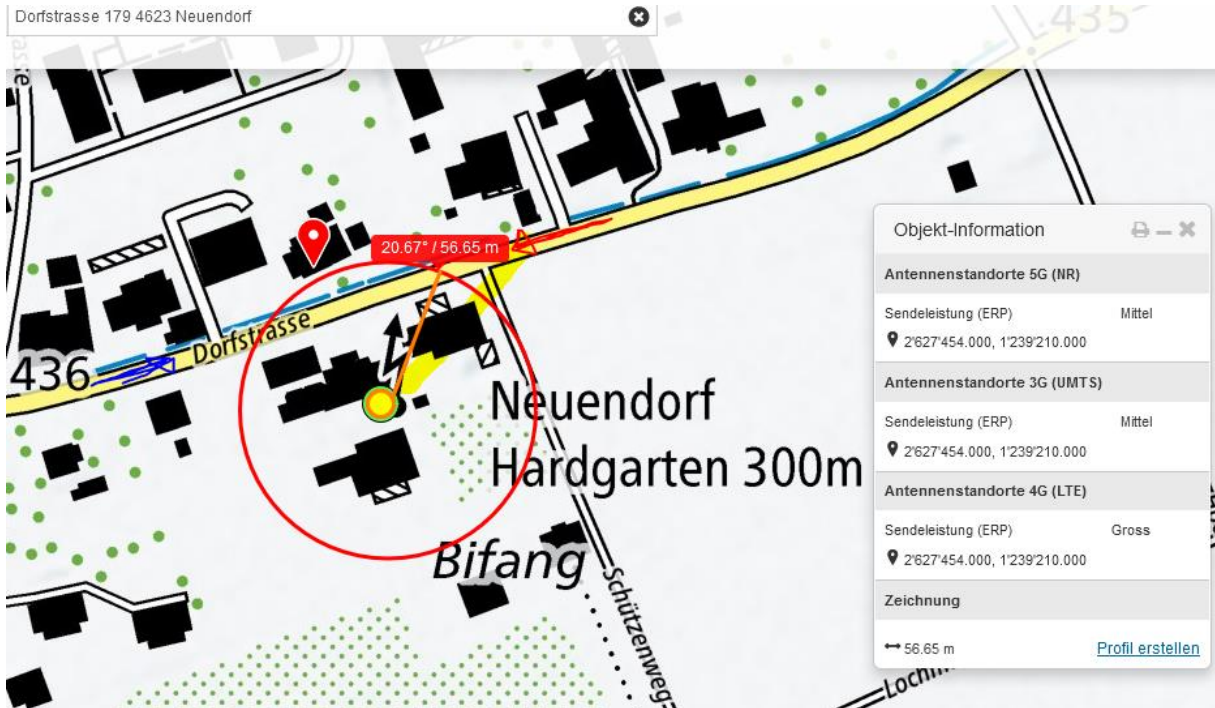 Dorfstrasse 179 4623 Neuendorf
435
20.67° / 56.65 m
Dorfstrasse
436
Neuendorf
Hardgarten 300m
Bifang
Schützenweg
Objekt-Information
Antennenstandorte 5G (NR)
Sendeleistung (ERP) Mittel
2'627'454.000, 1'239'210.000
Antennenstandorte 3G (UMTS)
Sendeleistung (ERP) Mittel
2'627'454.000, 1'239'210.000
Antennenstandorte 4G (LTE)
Sendeleistung (ERP) Gross
2'627'454.000, 1'239'210.000
Zeichnung
56.65 m Profil erstellen